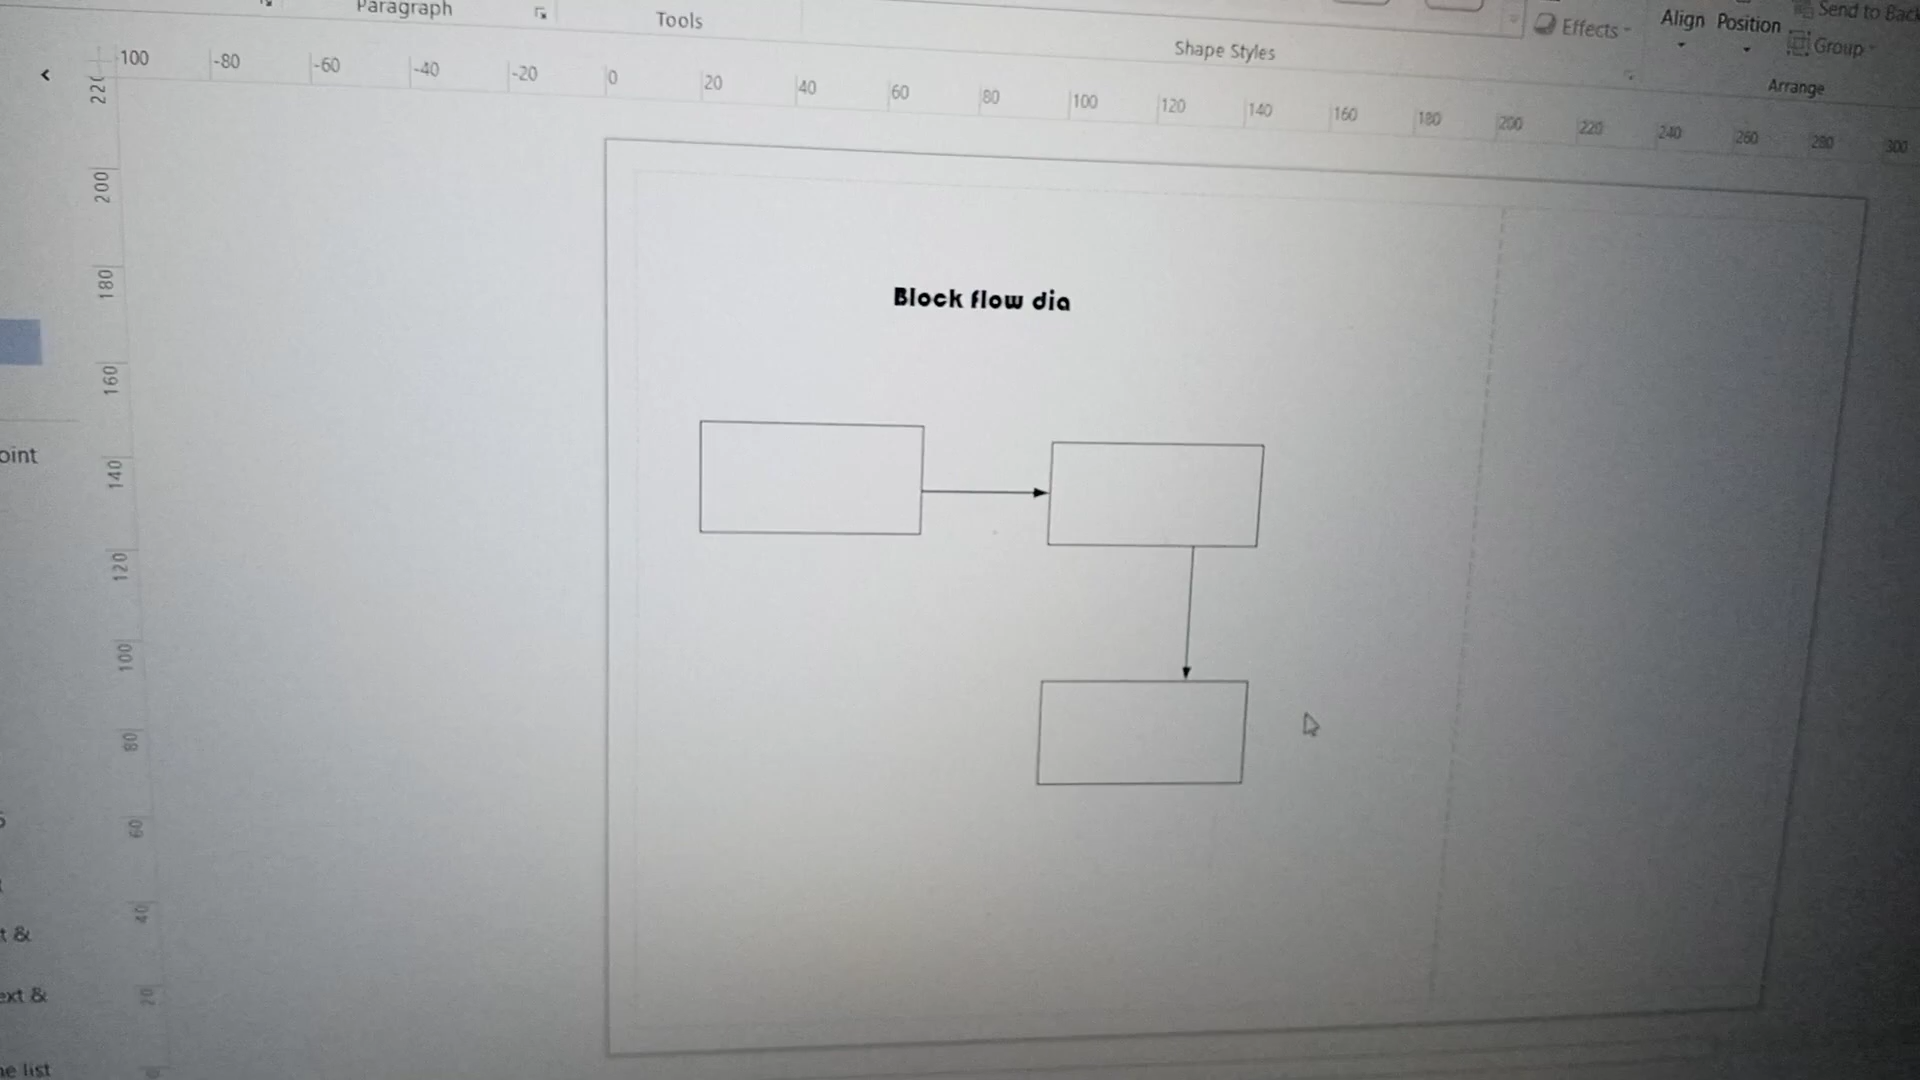 Paragraph
Tools
Shape Styles
Effects
Align
Position
Send to Back
Group
Arrange
-100 -80 -60 -40 -20 0 20 40 60 80 100 120 140 160 180 200 220 240 260 280 300
200
180
160
140
120
100
80
60
40
20
Block flow dia
oint
t &
ext &
he list